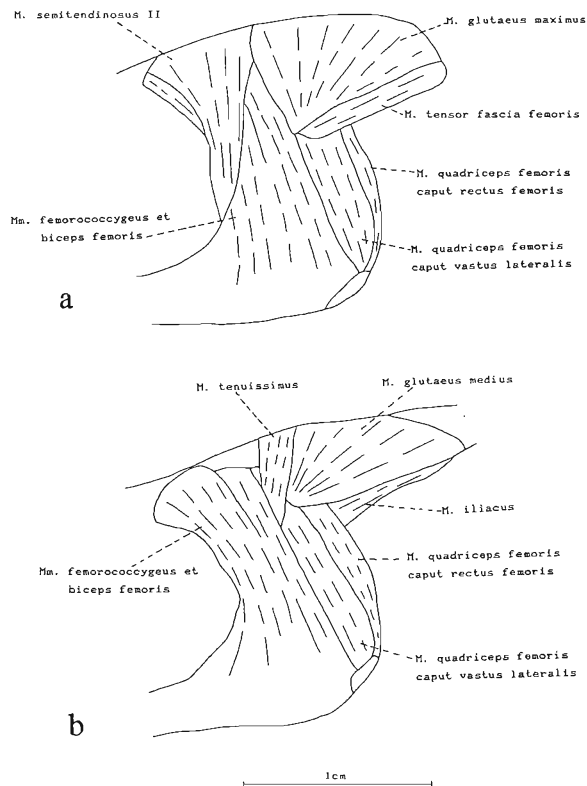 M. semitendinosus II
M. glutaeus maximus
M. tensor fascia femoris
M. quadriceps femoris
caput rectus femoris
Mm. femorococcygeus et
biceps femoris
M. quadriceps femoris
caput vastus lateralis
a
M. tenuissimus
M. glutaeus medius
M. iliacus
M. quadriceps femoris
caput rectus femoris
Mm. femorococcygeus et
biceps femoris
M. quadriceps femoris
caput vastus lateralis
b
1cm